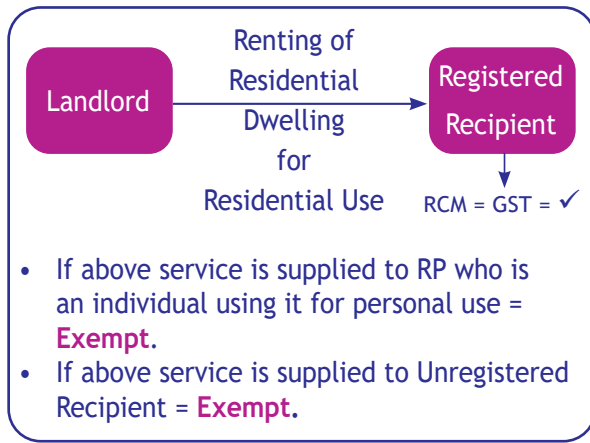 Landlord
Renting of
Residential
Dwelling
for
Residential Use
Registered
Recipient
RCM = GST = ✓
• If above service is supplied to RP who is
an individual using it for personal use =
Exempt.
• If above service is supplied to Unregistered
Recipient = Exempt.